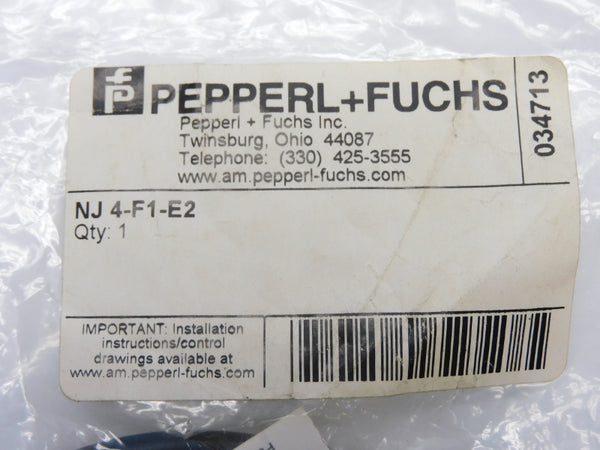 PEPPERL+FUCHS
Pepperl + Fuchs Inc.
Twinsburg, Ohio 44087
Telephone: (330) 425-3555
www.am.pepperl-fuchs.com
034713
NJ 4-F1-E2
Qty: 1
IMPORTANT: Installation
instructions/control
drawings available at
www.am.pepperl-fuchs.com